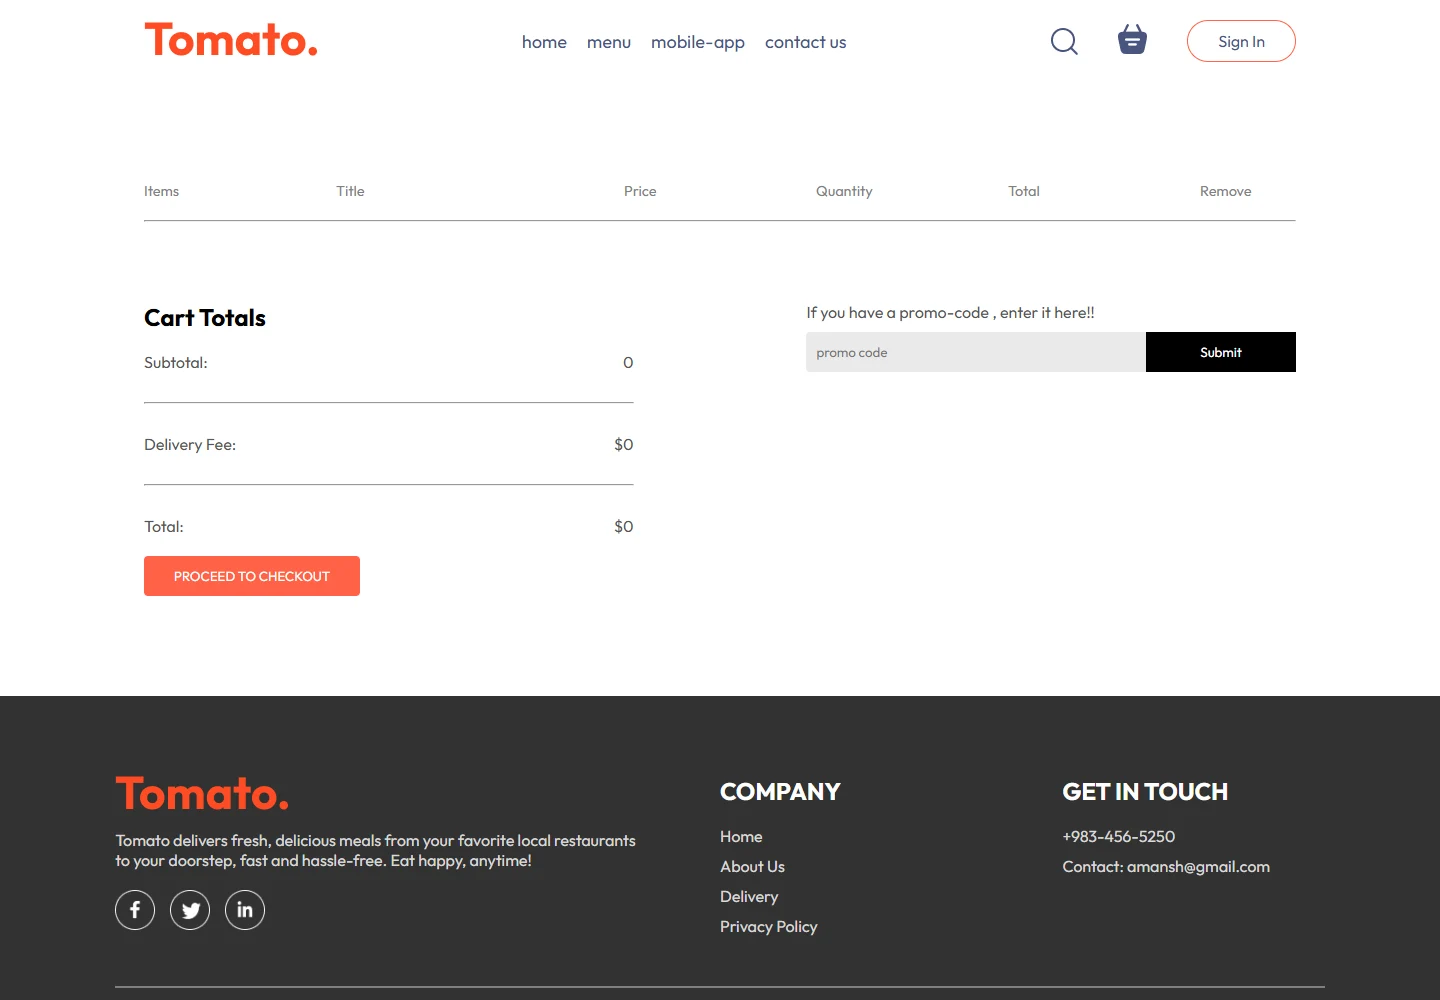 Tomato.
home menu mobile-app contact us
Sign In
Items Title Price Quantity Total Remove
Cart Totals
Subtotal: 0
Delivery Fee: $0
Total: $0
PROCEED TO CHECKOUT
If you have a promo-code , enter it here!!
promo code
Submit
Tomato.
Tomato delivers fresh, delicious meals from your favorite local restaurants
to your doorstep, fast and hassle-free. Eat happy, anytime!
COMPANY
Home
About Us
Delivery
Privacy Policy
GET IN TOUCH
+983-456-5250
Contact: amansh@gmail.com